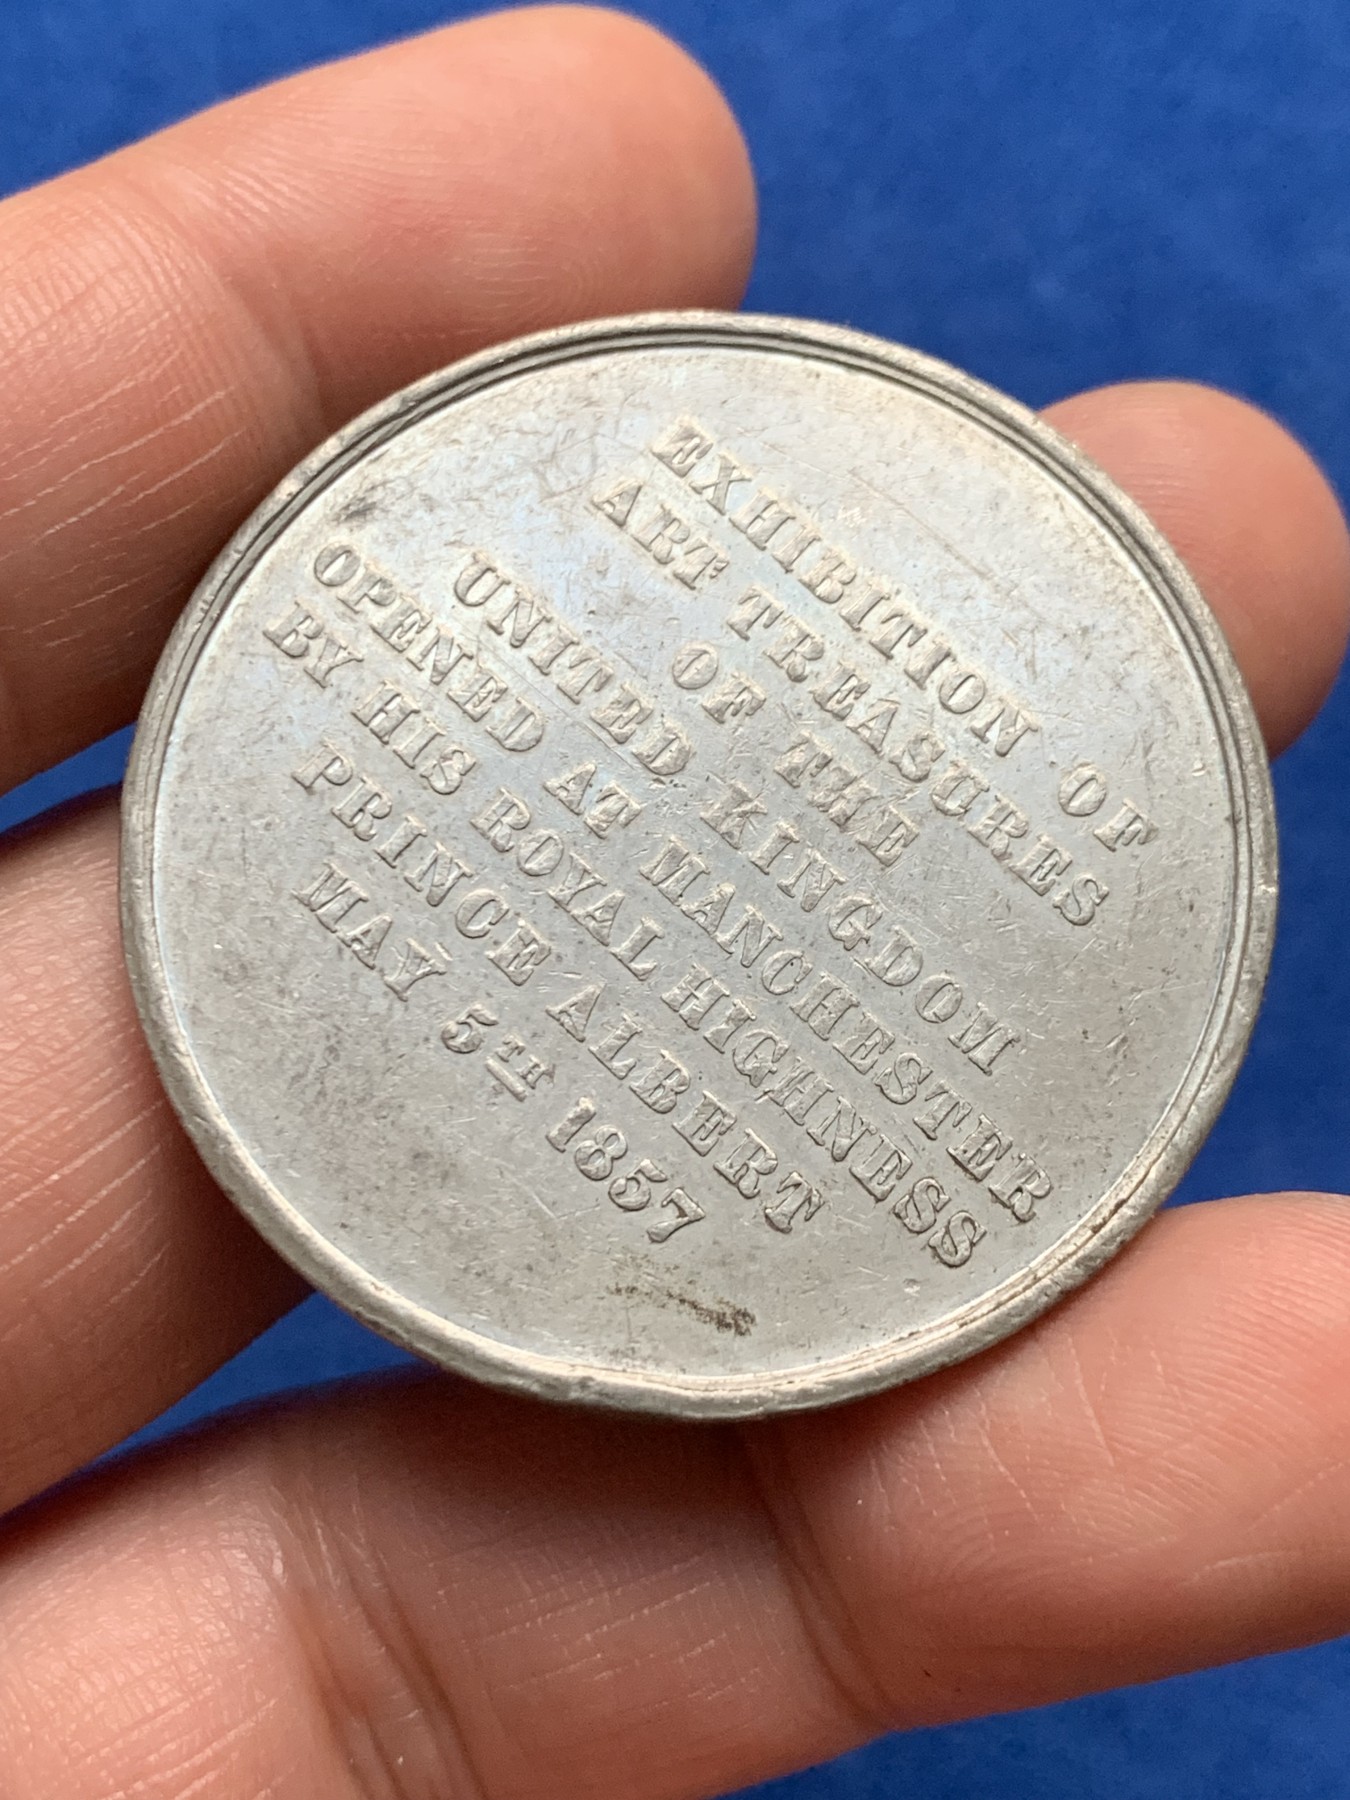 EXHIBITION OF
ART TREASURES
OF THE
UNITED KINGDOM
OPENED AT MANCHESTER
BY HIS ROYAL HIGHNESS
PRINCE ALBERT
MAY 5TH 1857